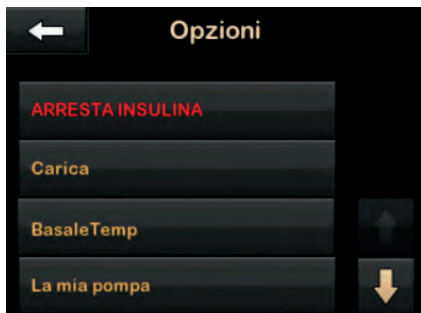 Opzioni
ARRESTA INSULINA
Carica
BasaleTemp
La mia pompa